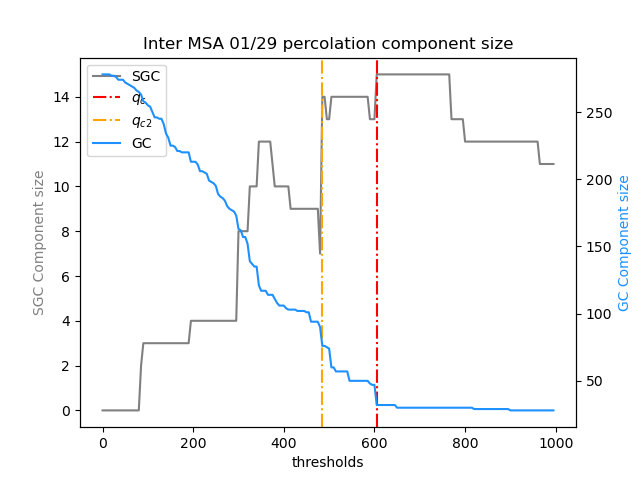 Inter MSA 01/29 percolation component size
SGC
q_c
q_c2
GC
14
12
10
8
6
4
2
0
SGC Component size
250
200
150
100
50
GC Component size
0 200 400 600 800 1000
thresholds